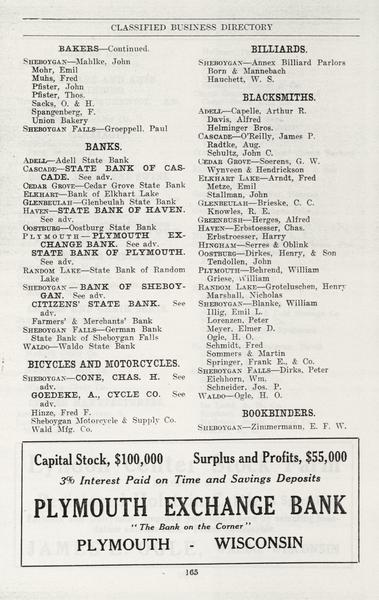 CLASSIFIED BUSINESS DIRECTORY
BAKERS—Continued.
SHEBOYGAN—Mahlke, John
Mohr, Emil
Muhs, Fred
Pfister, John
Pfister, Thos.
Sacks, O. & H.
Spangenberg, F.
Union Bakery
SHEBOYGAN FALLS—Groeppell, Paul
BANKS.
ADELL—Adell State Bank
CASCADE—STATE BANK OF CAS-
CADE. See adv.
CEDAR GROVE—Cedar Grove State Bank
ELKHART—Bank of Elkhart Lake
GLENBEULAH—Glenbeulah State Bank
HAVEN—STATE BANK OF HAVEN.
See adv.
OOSTBURG—Oostburg State Bank
PLYMOUTH—PLYMOUTH EX-
CHANGE BANK. See adv.
STATE BANK OF PLYMOUTH.
See adv.
RANDOM LAKE—State Bank of Random
Lake
SHEBOYGAN—BANK OF SHEBOY-
GAN. See adv.
CITIZENS' STATE BANK. See
adv.
Farmers' & Merchants' Bank
SHEBOYGAN FALLS—German Bank
State Bank of Sheboygan Falls
WALDO—Waldo State Bank
BICYCLES AND MOTORCYCLES.
SHEBOYGAN—CONE, CHAS. H. See
adv.
GOEDEKE, A., CYCLE CO. See
adv.
Hinze, Fred F.
Sheboygan Motorcycle & Supply Co.
Wald Mfg. Co.
BILLIARDS.
SHEBOYGAN—Annex Billiard Parlors
Born & Mannebach
Hauchett, W. S.
BLACKSMITHS.
ADELL—Capelle, Arthur R.
Davis, Alfred
Helminger Bros.
CASCADE—O'Reilly, James P.
Radtke, Aug.
Schultz, John C.
CEDAR GROVE—Soerens, G. W.
Wynveen & Hendrickson
ELKHART LAKE—Arndt, Fred
Metze, Emil
Stallman, John
GLENBEULAH—Brieske, C. C.
Knowles, R. E.
GREENBUSH—Herges, Alfred
HAVEN—Erbstoesser, Chas.
Erbstroesser, Harry
HINGHAM—Serres & Oblink
OOSTBURG—Dirkes, Henry, & Son
Tendollen, John
PLYMOUTH—Behrend, William
Griese, William
RANDOM LAKE—Groteluschen, Henry
Marshall, Nicholas
SHEBOYGAN—Blanke, William
Illig, Emil L.
Lorenzen, Peter
Meyer, Elmer D.
Ogle, H. O.
Schmidt, Fred
Sommers & Martin
Springer, Frank E., & Co.
SHEBOYGAN FALLS—Dirks, Peter
Eichhorn, Wm.
Schneider, Jos. P.
WALDO—Ogle, H. O.
BOOKBINDERS.
SHEBOYGAN—Zimmermann, E. F. W.
Capital Stock, $100,000 Surplus and Profits, $55,000
3% Interest Paid on Time and Savings Deposits
PLYMOUTH EXCHANGE BANK
"The Bank on the Corner"
PLYMOUTH - WISCONSIN
165